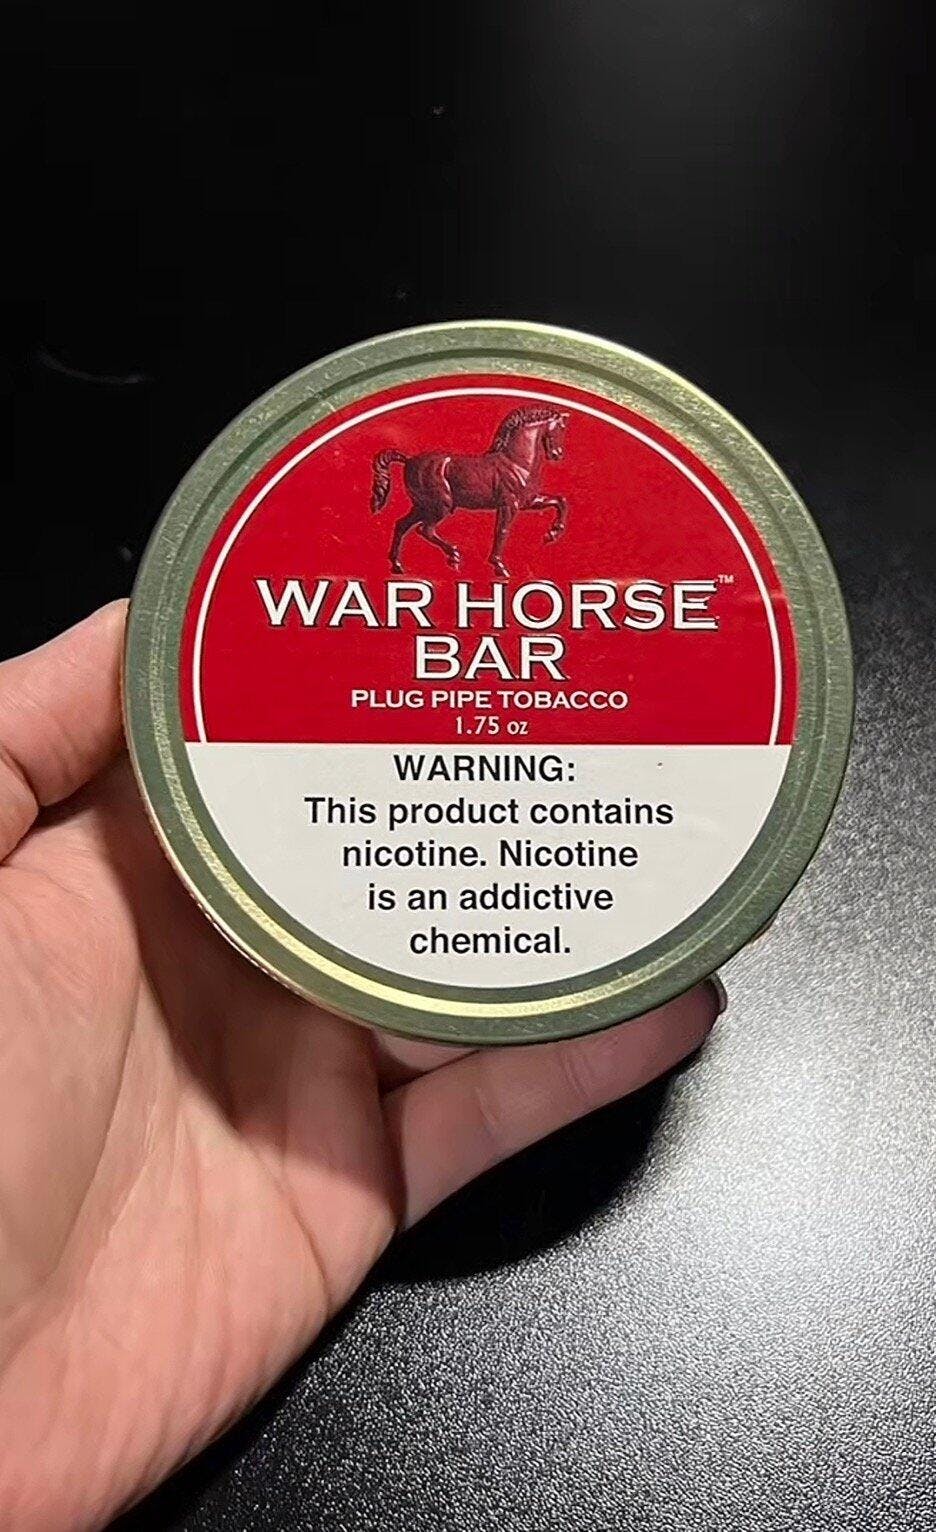 WAR HORSE™
BAR
PLUG PIPE TOBACCO
1.75 oz
WARNING:
This product contains
nicotine. Nicotine
is an addictive
chemical.